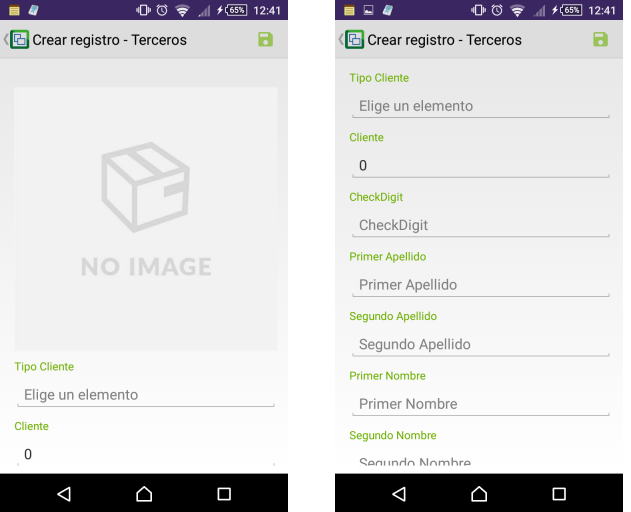 65%
12:41
Crear registro - Terceros
NO IMAGE
Tipo Cliente
Elige un elemento
Cliente
0
65%
12:41
Crear registro - Terceros
Tipo Cliente
Elige un elemento
Cliente
0
CheckDigit
CheckDigit
Primer Apellido
Primer Apellido
Segundo Apellido
Segundo Apellido
Primer Nombre
Primer Nombre
Segundo Nombre
Segundo Nombre